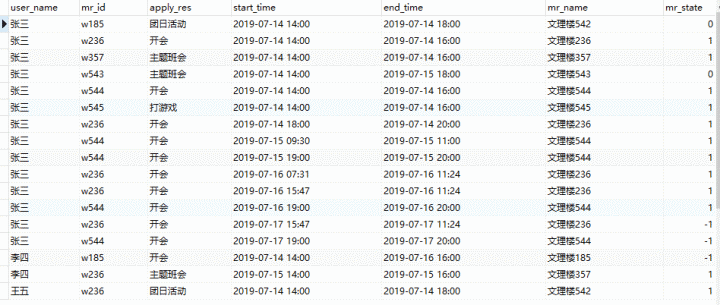 user_name mr_id apply_res start_time end_time mr_name mr_state
张三 w185 团日活动 2019-07-14 14:00 2019-07-14 18:00 文理楼542 0
张三 w236 开会 2019-07-14 14:00 2019-07-14 16:00 文理楼236 1
张三 w357 主题班会 2019-07-14 14:00 2019-07-14 16:00 文理楼357 1
张三 w543 主题班会 2019-07-14 14:00 2019-07-15 18:00 文理楼543 0
张三 w544 开会 2019-07-14 14:00 2019-07-14 16:00 文理楼544 1
张三 w545 打游戏 2019-07-14 14:00 2019-07-14 16:00 文理楼545 1
张三 w236 开会 2019-07-14 18:00 2019-07-14 20:00 文理楼236 1
张三 w544 开会 2019-07-15 09:30 2019-07-15 11:00 文理楼544 1
张三 w544 开会 2019-07-15 19:00 2019-07-15 20:00 文理楼544 1
张三 w236 开会 2019-07-16 07:31 2019-07-16 11:24 文理楼236 1
张三 w236 开会 2019-07-16 15:47 2019-07-16 11:24 文理楼236 1
张三 w544 开会 2019-07-16 19:00 2019-07-16 20:00 文理楼544 1
张三 w236 开会 2019-07-17 15:47 2019-07-17 11:24 文理楼236 -1
张三 w544 开会 2019-07-17 19:00 2019-07-17 20:00 文理楼544 -1
李四 w185 开会 2019-07-14 14:00 2019-07-16 16:00 文理楼185 -1
李四 w236 主题班会 2019-07-14 14:00 2019-07-15 16:00 文理楼357 1
王五 w236 团日活动 2019-07-14 14:00 2019-07-14 18:00 文理楼542 1